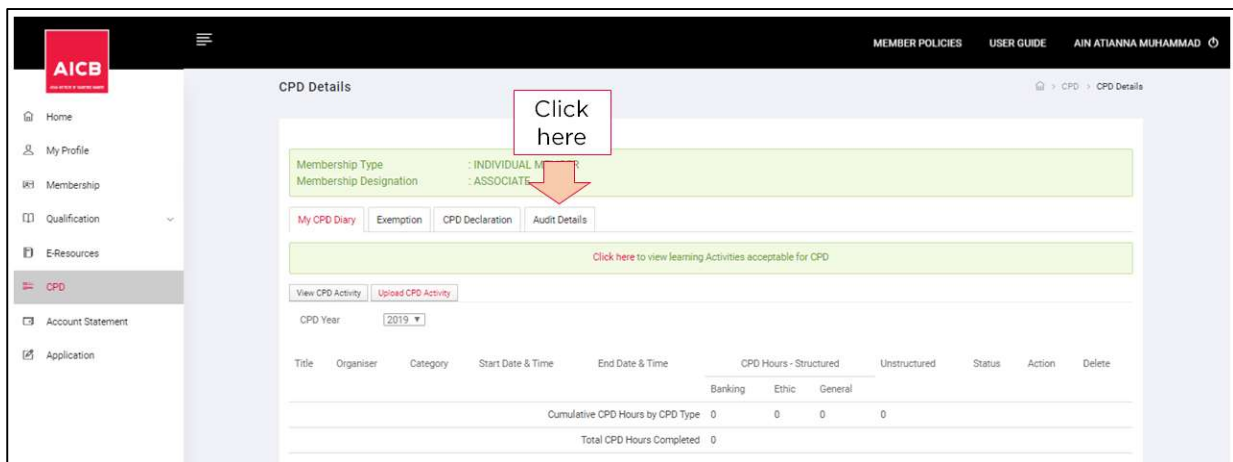 MEMBER POLICIES USER GUIDE AIN ATIANNA MUHAMMAD
AICB
Home
My Profile
Membership
Qualification
E-Resources
CPD
Account Statement
Application
CPD Details
CPD > CPD Details
Click
here
Membership Type : INDIVIDUAL
Membership Designation : ASSOCIATE
My CPD Diary Exemption CPD Declaration Audit Details
Click here to view learning Activities acceptable for CPD
View CPD Activity Upload CPD Activity
CPD Year 2019
Title Organiser Category Start Date & Time End Date & Time CPD Hours - Structured Unstructured Status Action Delete
Banking Ethic General
Cumulative CPD Hours by CPD Type 0 0 0 0
Total CPD Hours Completed 0